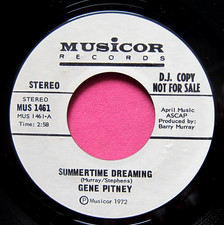 MUSICOR
RECORDS
STEREO
D.J. COPY
NOT FOR SALE
STEREO
MUS 1461
MUS 1461-A
Time: 2:58
April Music
ASCAP
Produced by:
Barry Murray
SUMMERTIME DREAMING
(Murray/Stephens)
GENE PITNEY
Ⓟ Musicor 1972